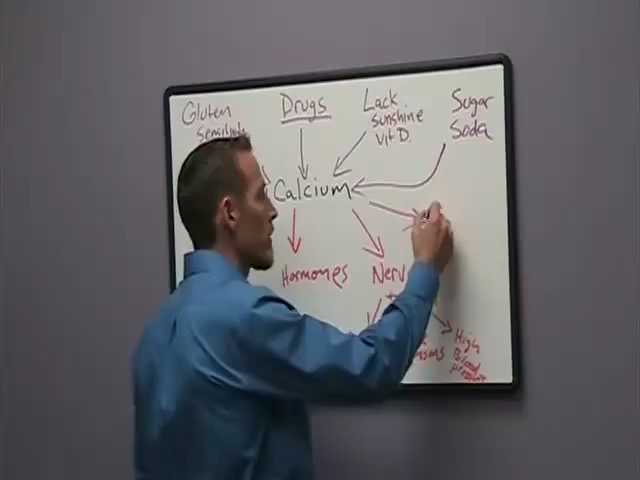 Gluten
Sensitivity
Drugs
Lack
sunshine
vit D.
Sugar
Soda
Calcium
Hormones
Nerv
High
Blood
pressure